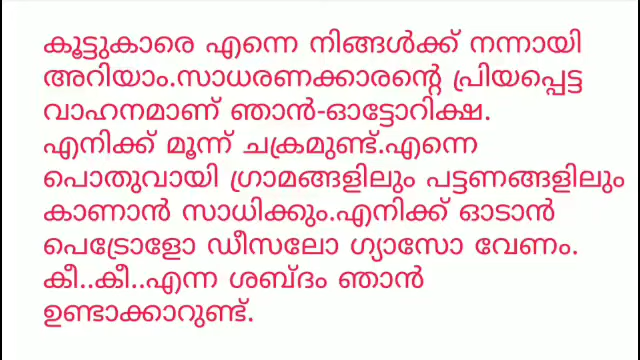 കൂട്ടുകാരെ എന്നെ നിങ്ങൾക്ക് നന്നായി
അറിയാം.സാധരണക്കാരന്റെ പ്രിയപ്പെട്ട
വാഹനമാണ് ഞാൻ-ഓട്ടോറിക്ഷ.
എനിക്ക് മൂന്ന് ചക്രമുണ്ട്.എന്നെ
പൊതുവായി ഗ്രാമങ്ങളിലും പട്ടണങ്ങളിലും
കാണാൻ സാധിക്കും.എനിക്ക് ഓടാൻ
പെട്രോളോ ഡീസലോ ഗ്യാസോ വേണം.
കീ..കീ..എന്ന ശബ്ദം ഞാൻ
ഉണ്ടാക്കാറുണ്ട്.